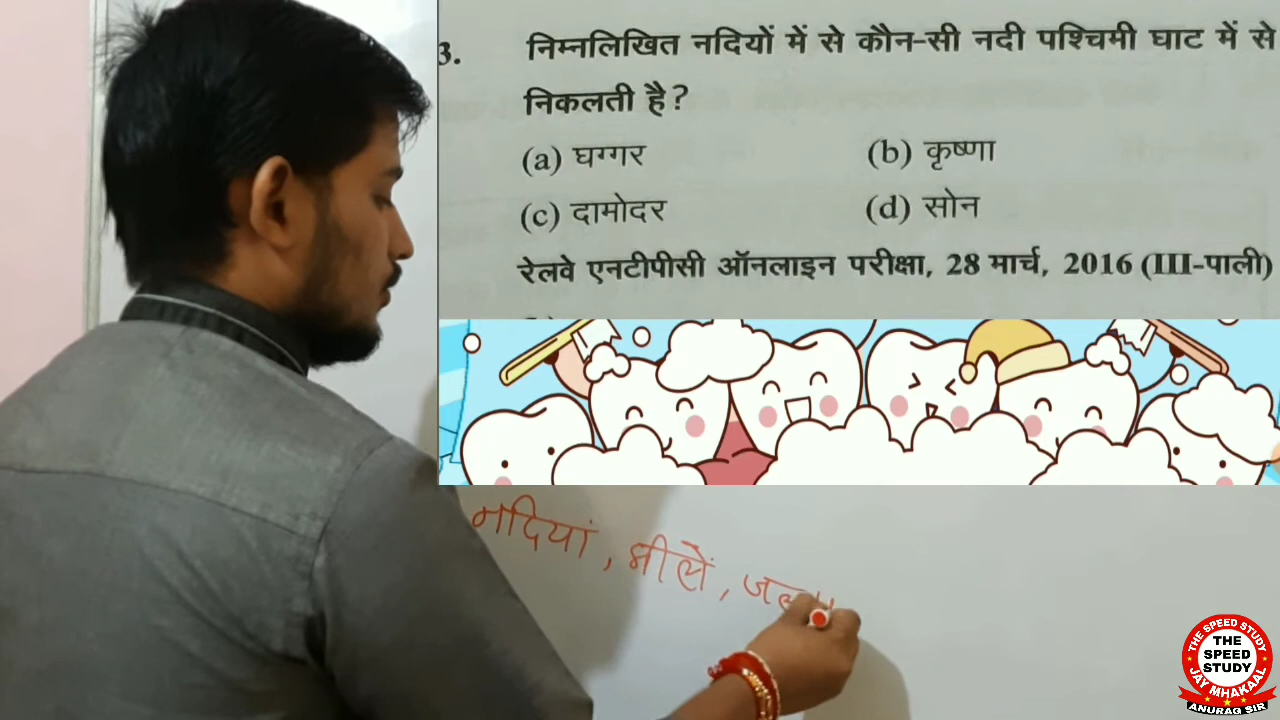 3. निम्नलिखित नदियों में से कौन-सी नदी पश्चिमी घाट में से
निकलती है?
(a) घग्गर (b) कृष्णा
(c) दामोदर (d) सोन
रेलवे एनटीपीसी ऑनलाइन परीक्षा, 28 मार्च, 2016 (III-पाली)
नदियां, झीलें,
THE SPEED STUDY
THE
SPEED
STUDY
JAY MHAKAAL
ANURAG SIR